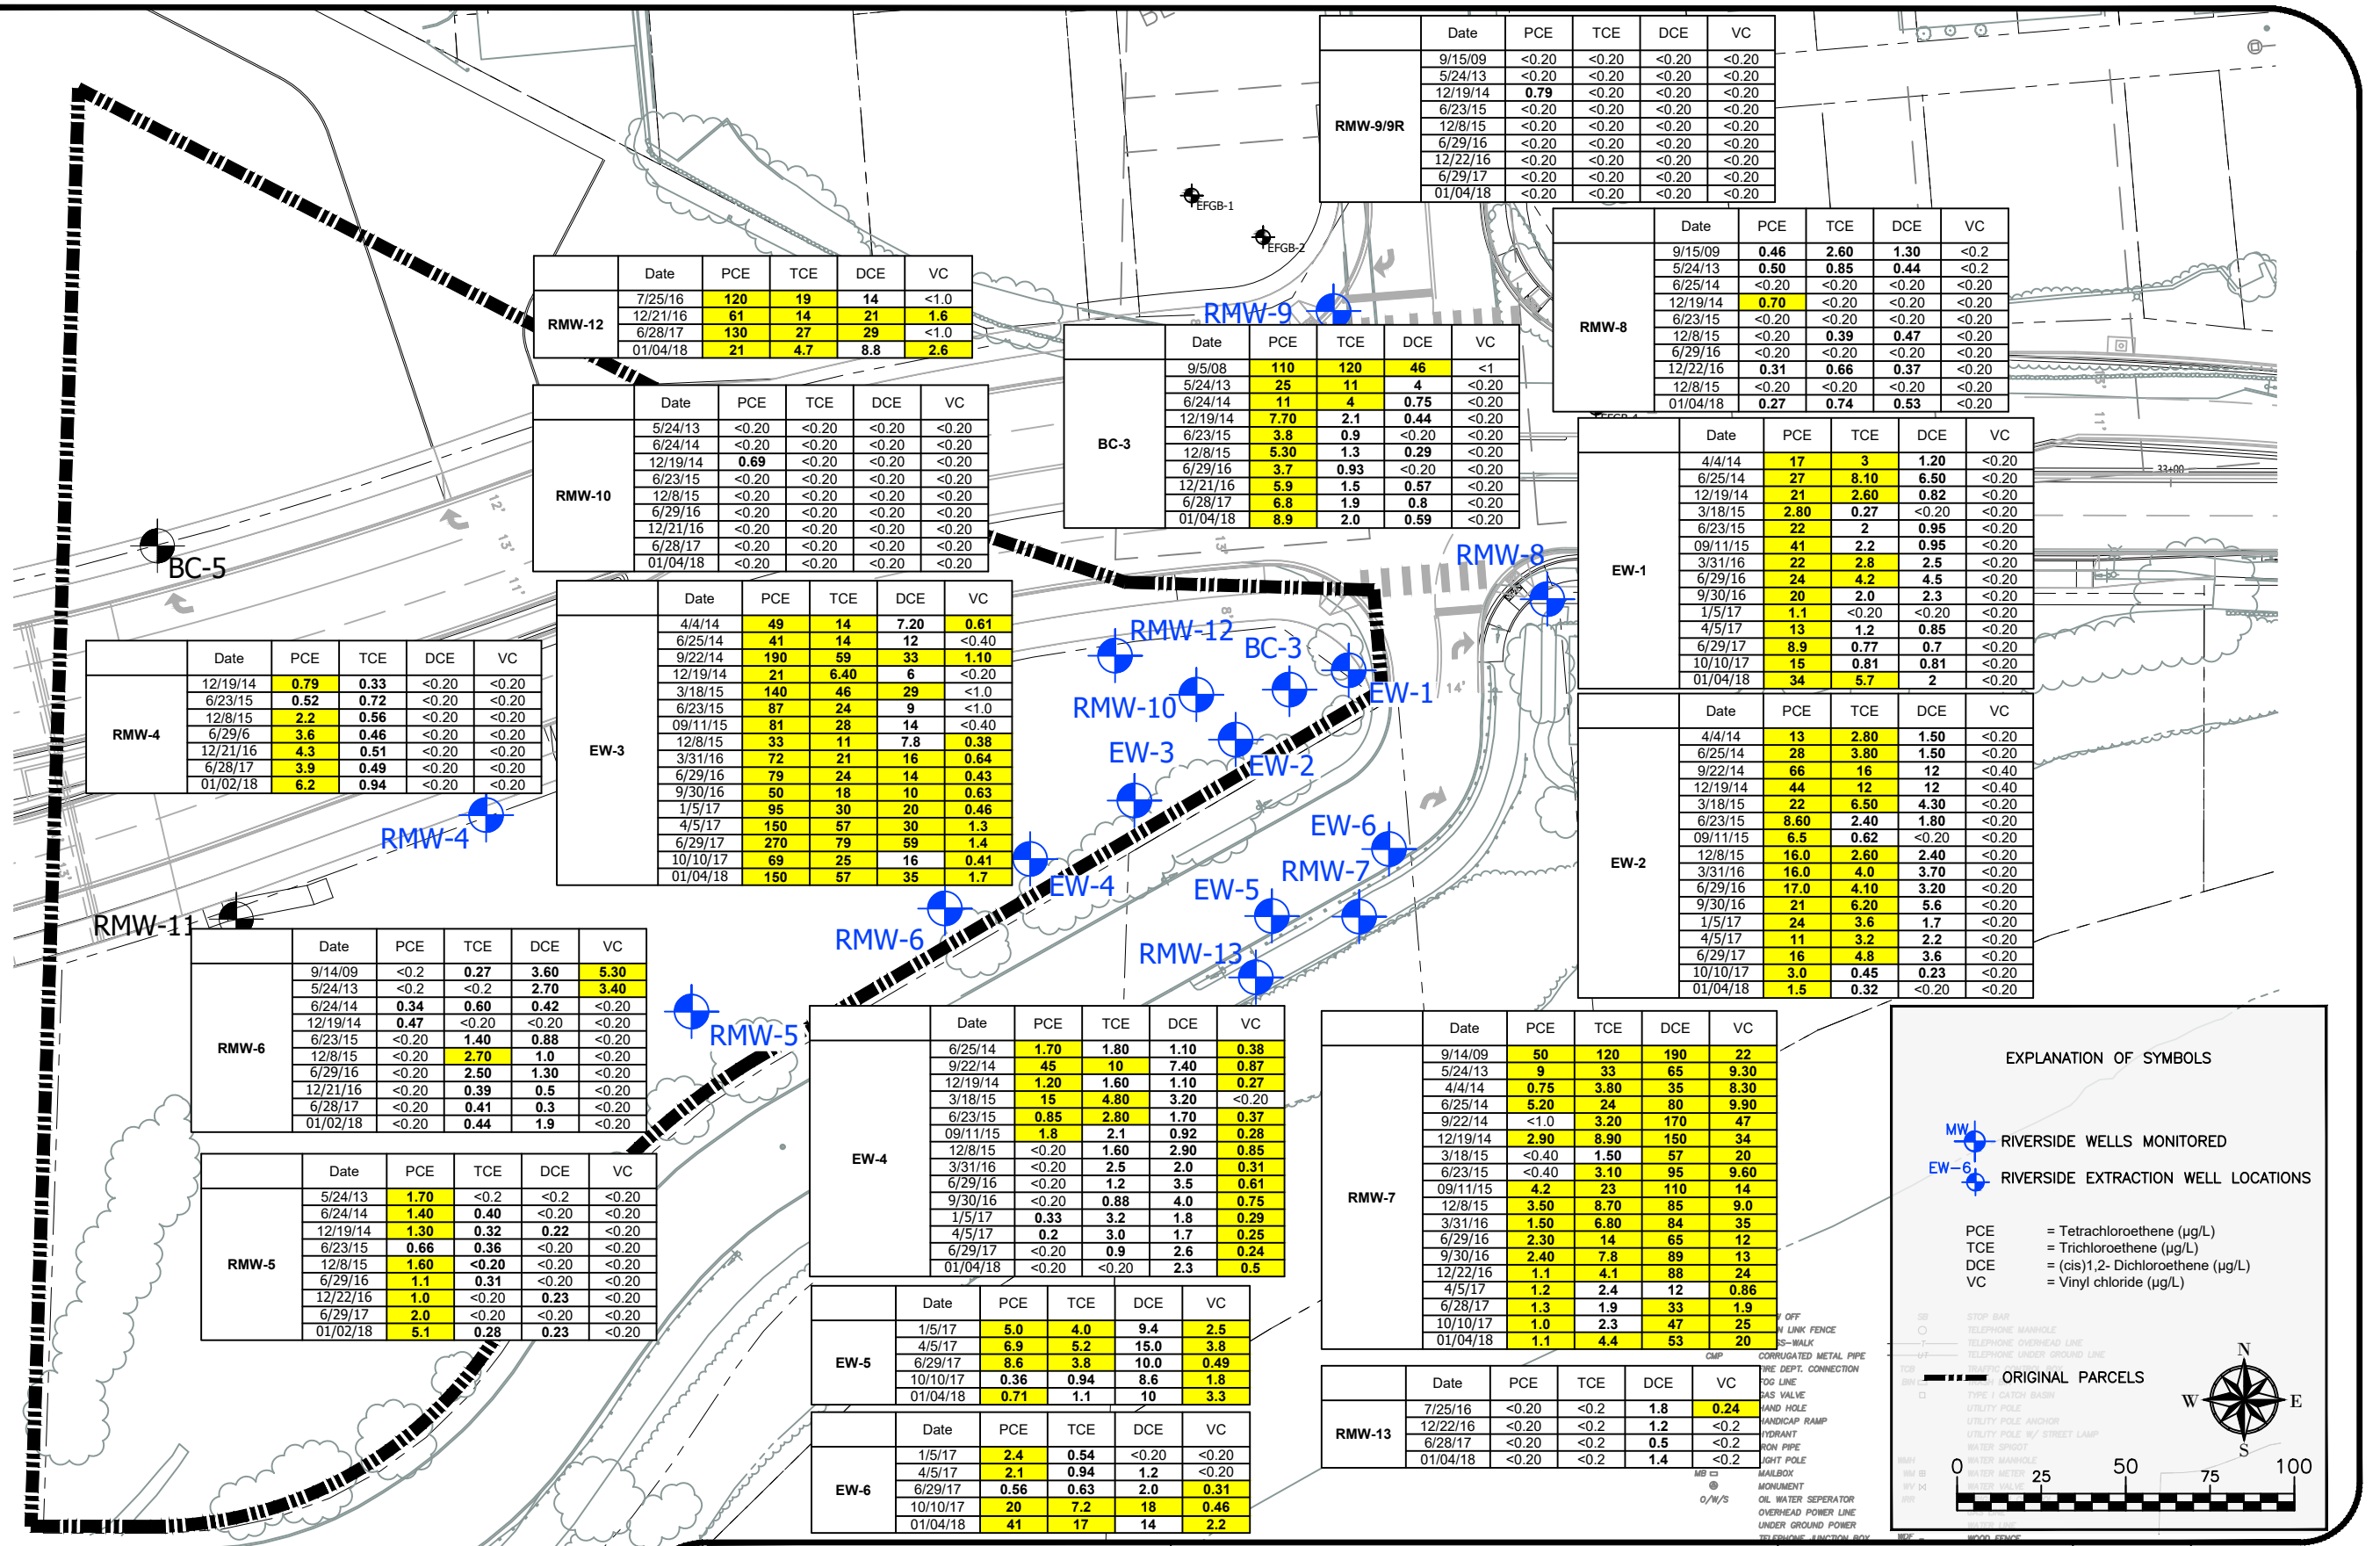 Date PCE TCE DCE VC
RMW-9/9R
9/15/09 <0.20 <0.20 <0.20 <0.20
5/24/13 <0.20 <0.20 <0.20 <0.20
12/19/14 0.79 <0.20 <0.20 <0.20
6/23/15 <0.20 <0.20 <0.20 <0.20
12/8/15 <0.20 <0.20 <0.20 <0.20
6/29/16 <0.20 <0.20 <0.20 <0.20
12/22/16 <0.20 <0.20 <0.20 <0.20
6/29/17 <0.20 <0.20 <0.20 <0.20
01/04/18 <0.20 <0.20 <0.20 <0.20
EFGB-1
EFGB-2
Date PCE TCE DCE VC
RMW-8
9/15/09 0.46 2.60 1.30 <0.2
5/24/13 0.50 0.85 0.44 <0.2
6/25/14 <0.20 <0.20 <0.20 <0.20
12/19/14 0.70 <0.20 <0.20 <0.20
6/23/15 <0.20 <0.20 <0.20 <0.20
12/8/15 <0.20 0.39 0.47 <0.20
6/29/16 <0.20 <0.20 <0.20 <0.20
12/22/16 0.31 0.66 0.37 <0.20
12/8/15 <0.20 <0.20 <0.20 <0.20
01/04/18 0.27 0.74 0.53 <0.20
Date PCE TCE DCE VC
RMW-12
7/25/16 120 19 14 <1.0
12/21/16 61 14 21 1.6
6/28/17 130 27 29 <1.0
01/04/18 21 4.7 8.8 2.6
RMW-9
Date PCE TCE DCE VC
BC-3
9/5/08 110 120 46 <1
5/24/13 25 11 4 <0.20
6/24/14 11 4 0.75 <0.20
12/19/14 7.70 2.1 0.44 <0.20
6/23/15 3.8 0.9 <0.20 <0.20
12/8/15 5.30 1.3 0.29 <0.20
6/29/16 3.7 0.93 <0.20 <0.20
12/21/16 5.9 1.5 0.57 <0.20
6/28/17 6.8 1.9 0.8 <0.20
01/04/18 8.9 2.0 0.59 <0.20
Date PCE TCE DCE VC
RMW-10
5/24/13 <0.20 <0.20 <0.20 <0.20
6/24/14 <0.20 <0.20 <0.20 <0.20
12/19/14 0.69 <0.20 <0.20 <0.20
6/23/15 <0.20 <0.20 <0.20 <0.20
12/8/15 <0.20 <0.20 <0.20 <0.20
6/29/16 <0.20 <0.20 <0.20 <0.20
12/21/16 <0.20 <0.20 <0.20 <0.20
6/28/17 <0.20 <0.20 <0.20 <0.20
01/04/18 <0.20 <0.20 <0.20 <0.20
Date PCE TCE DCE VC
EW-1
4/4/14 17 3 1.20 <0.20
6/25/14 27 8.10 6.50 <0.20
12/19/14 21 2.60 0.82 <0.20
3/18/15 2.80 0.27 <0.20 <0.20
6/23/15 22 2 0.95 <0.20
09/11/15 41 2.2 0.95 <0.20
3/31/16 22 2.8 2.5 <0.20
6/29/16 24 4.2 4.5 <0.20
9/30/16 20 2.0 2.3 <0.20
1/5/17 1.1 <0.20 <0.20 <0.20
4/5/17 13 1.2 0.85 <0.20
6/29/17 8.9 0.77 0.7 <0.20
10/10/17 15 0.81 0.81 <0.20
01/04/18 34 5.7 2 <0.20
33+00
11'
12'
13'
11'
13'
8'
14'
BC-5
RMW-8
RMW-12
BC-3
EW-1
RMW-10
EW-3
EW-2
Date PCE TCE DCE VC
EW-3
4/4/14 49 14 7.20 0.61
6/25/14 41 14 12 <0.40
9/22/14 190 59 33 1.10
12/19/14 21 6.40 6 <0.20
3/18/15 140 46 29 <1.0
6/23/15 87 24 9 <1.0
09/11/15 81 28 14 <0.40
12/8/15 33 11 7.8 0.38
3/31/16 72 21 16 0.64
6/29/16 79 24 14 0.43
9/30/16 50 18 10 0.63
1/5/17 95 30 20 0.46
4/5/17 150 57 30 1.3
6/29/17 270 79 59 1.4
10/10/17 69 25 16 0.41
01/04/18 150 57 35 1.7
Date PCE TCE DCE VC
RMW-4
12/19/14 0.79 0.33 <0.20 <0.20
6/23/15 0.52 0.72 <0.20 <0.20
12/8/15 2.2 0.56 <0.20 <0.20
6/29/6 3.6 0.46 <0.20 <0.20
12/21/16 4.3 0.51 <0.20 <0.20
6/28/17 3.9 0.49 <0.20 <0.20
01/02/18 6.2 0.94 <0.20 <0.20
Date PCE TCE DCE VC
EW-2
4/4/14 13 2.80 1.50 <0.20
6/25/14 28 3.80 1.50 <0.20
9/22/14 66 16 12 <0.40
12/19/14 44 12 12 <0.40
3/18/15 22 6.50 4.30 <0.20
6/23/15 8.60 2.40 1.80 <0.20
09/11/15 6.5 0.62 <0.20 <0.20
12/8/15 16.0 2.60 2.40 <0.20
3/31/16 16.0 4.0 3.70 <0.20
6/29/16 17.0 4.10 3.20 <0.20
9/30/16 21 6.20 5.6 <0.20
1/5/17 24 3.6 1.7 <0.20
4/5/17 11 3.2 2.2 <0.20
6/29/17 16 4.8 3.6 <0.20
10/10/17 3.0 0.45 0.23 <0.20
01/04/18 1.5 0.32 <0.20 <0.20
RMW-4
EW-6
RMW-7
EW-4
EW-5
RMW-11
RMW-6
RMW-13
RMW-5
Date PCE TCE DCE VC
RMW-6
9/14/09 <0.2 0.27 3.60 5.30
5/24/13 <0.2 <0.2 2.70 3.40
6/24/14 0.34 0.60 0.42 <0.20
12/19/14 0.47 <0.20 <0.20 <0.20
6/23/15 <0.20 1.40 0.88 <0.20
12/8/15 <0.20 2.70 1.0 <0.20
6/29/16 <0.20 2.50 1.30 <0.20
12/21/16 <0.20 0.39 0.5 <0.20
6/28/17 <0.20 0.41 0.3 <0.20
01/02/18 <0.20 0.44 1.9 <0.20
Date PCE TCE DCE VC
EW-4
6/25/14 1.70 1.80 1.10 0.38
9/22/14 45 10 7.40 0.87
12/19/14 1.20 1.60 1.10 0.27
3/18/15 15 4.80 3.20 <0.20
6/23/15 0.85 2.80 1.70 0.37
09/11/15 1.8 2.1 0.92 0.28
12/8/15 <0.20 1.60 2.90 0.85
3/31/16 <0.20 2.5 2.0 0.31
6/29/16 <0.20 1.2 3.5 0.61
9/30/16 <0.20 0.88 4.0 0.75
1/5/17 0.33 3.2 1.8 0.29
4/5/17 0.2 3.0 1.7 0.25
6/29/17 <0.20 0.9 2.6 0.24
01/04/18 <0.20 <0.20 2.3 0.5
Date PCE TCE DCE VC
RMW-7
9/14/09 50 120 190 22
5/24/13 9 33 65 9.30
4/4/14 0.75 3.80 35 8.30
6/25/14 5.20 24 80 9.90
9/22/14 <1.0 3.20 170 47
12/19/14 2.90 8.90 150 34
3/18/15 <0.40 1.50 57 20
6/23/15 <0.40 3.10 95 9.60
09/11/15 4.2 23 110 14
12/8/15 3.50 8.70 85 9.0
3/31/16 1.50 6.80 84 35
6/29/16 2.30 14 65 12
9/30/16 2.40 7.8 89 13
12/22/16 1.1 4.1 88 24
4/5/17 1.2 2.4 12 0.86
6/28/17 1.3 1.9 33 1.9
10/10/17 1.0 2.3 47 25
01/04/18 1.1 4.4 53 20
Date PCE TCE DCE VC
RMW-5
5/24/13 1.70 <0.2 <0.2 <0.20
6/24/14 1.40 0.40 <0.20 <0.20
12/19/14 1.30 0.32 0.22 <0.20
6/23/15 0.66 0.36 <0.20 <0.20
12/8/15 1.60 <0.20 <0.20 <0.20
6/29/16 1.1 0.31 <0.20 <0.20
12/22/16 1.0 <0.20 0.23 <0.20
6/29/17 2.0 <0.20 <0.20 <0.20
01/02/18 5.1 0.28 0.23 <0.20
Date PCE TCE DCE VC
EW-5
1/5/17 5.0 4.0 9.4 2.5
4/5/17 6.9 5.2 15.0 3.8
6/29/17 8.6 3.8 10.0 0.49
10/10/17 0.36 0.94 8.6 1.8
01/04/18 0.71 1.1 10 3.3
Date PCE TCE DCE VC
EW-6
1/5/17 2.4 0.54 <0.20 <0.20
4/5/17 2.1 0.94 1.2 <0.20
6/29/17 0.56 0.63 2.0 0.31
10/10/17 20 7.2 18 0.46
01/04/18 41 17 14 2.2
Date PCE TCE DCE VC
RMW-13
7/25/16 <0.20 <0.2 1.8 0.24
12/22/16 <0.20 <0.2 1.2 <0.2
6/28/17 <0.20 <0.2 0.5 <0.2
01/04/18 <0.20 <0.2 1.4 <0.2
EXPLANATION OF SYMBOLS
MW RIVERSIDE WELLS MONITORED
EW-6 RIVERSIDE EXTRACTION WELL LOCATIONS
PCE = Tetrachloroethene (µg/L)
TCE = Trichloroethene (µg/L)
DCE = (cis)1,2- Dichloroethene (µg/L)
VC = Vinyl chloride (µg/L)
ORIGINAL PARCELS
N
W E
S
0 25 50 75 100
OFF
LINK FENCE
CMP CORRUGATED METAL PIPE
FIRE DEPT. CONNECTION
FOG LINE
GAS VALVE
HAND HOLE
HANDICAP RAMP
HYDRANT
IRON PIPE
LIGHT POLE
MB MAILBOX
MONUMENT
O/W/S OIL WATER SEPERATOR
OVERHEAD POWER LINE
UNDER GROUND POWER
TELEPHONE JUNCTION BOX
SB STOP BAR
TELEPHONE MANHOLE
TELEPHONE OVERHEAD LINE
TELEPHONE UNDER GROUND LINE
TYPE I CATCH BASIN
UTILITY POLE
UTILITY POLE ANCHOR
UTILITY POLE W/ STREET LAMP
WATER SPIGOT
WATER MANHOLE
WATER METER
WATER VALVE
WDF WOOD FENCE